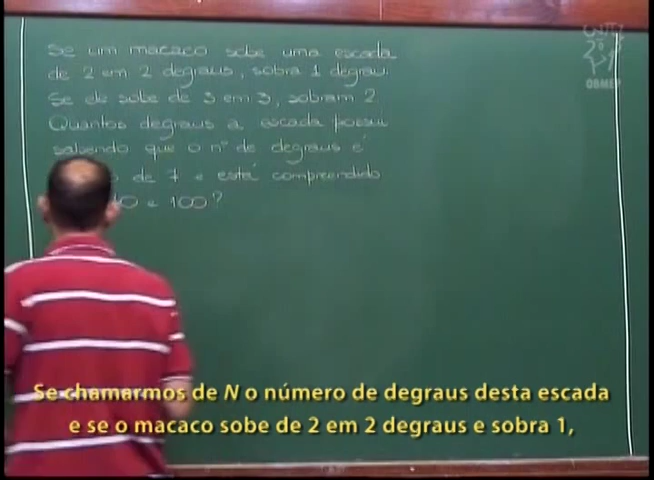 Se um macaco sobe uma escada
de 2 em 2 degraus, sobra 1 degrau.
Se ele sobe de 3 em 3, sobram 2.
Quantos degraus a escada possui
sabendo que o nº de degraus é
de 7 e está compreendido
e 100?
OBMEP
Se chamarmos de N o número de degraus desta escada
e se o macaco sobe de 2 em 2 degraus e sobra 1,